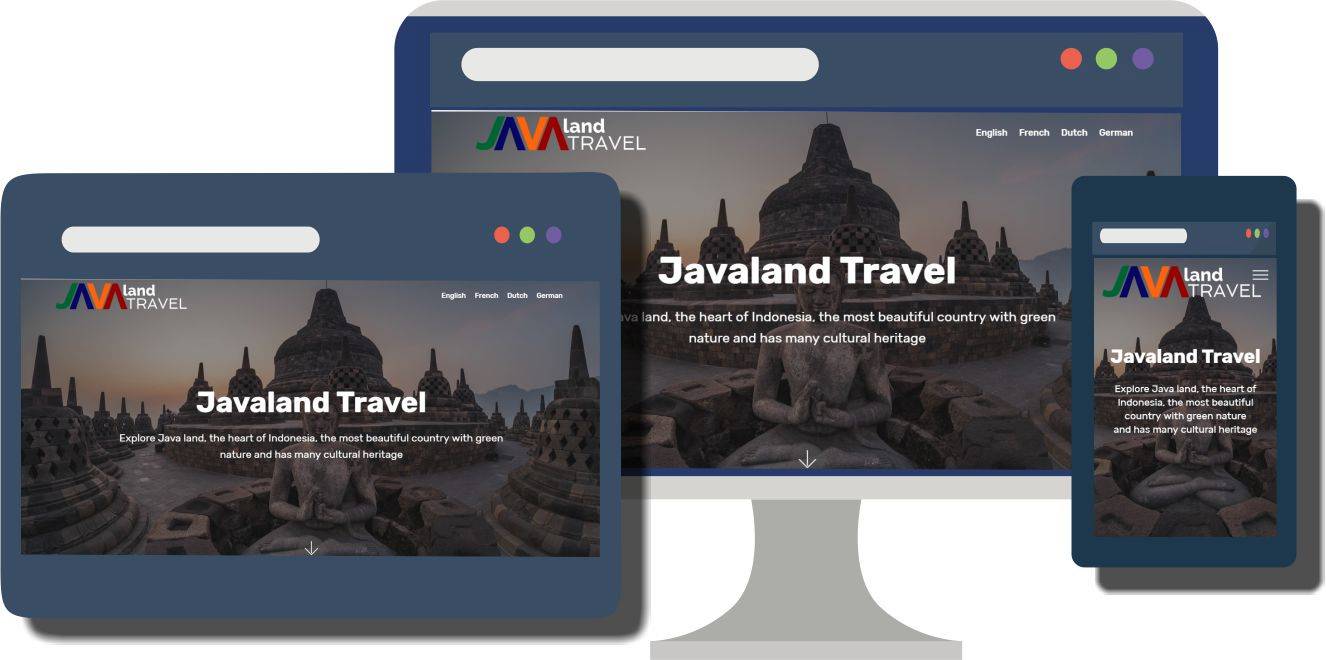 JAVA land
TRAVEL
English French Dutch German
Javaland Travel
land, the heart of Indonesia, the most beautiful country with green
nature and has many cultural heritage
JAVA land
TRAVEL
English French Dutch German
Javaland Travel
Explore Java land, the heart of Indonesia, the most beautiful country with green
nature and has many cultural heritage
JAVA land
TRAVEL
Javaland Travel
Explore Java land, the heart of
Indonesia, the most beautiful
country with green nature
and has many cultural heritage